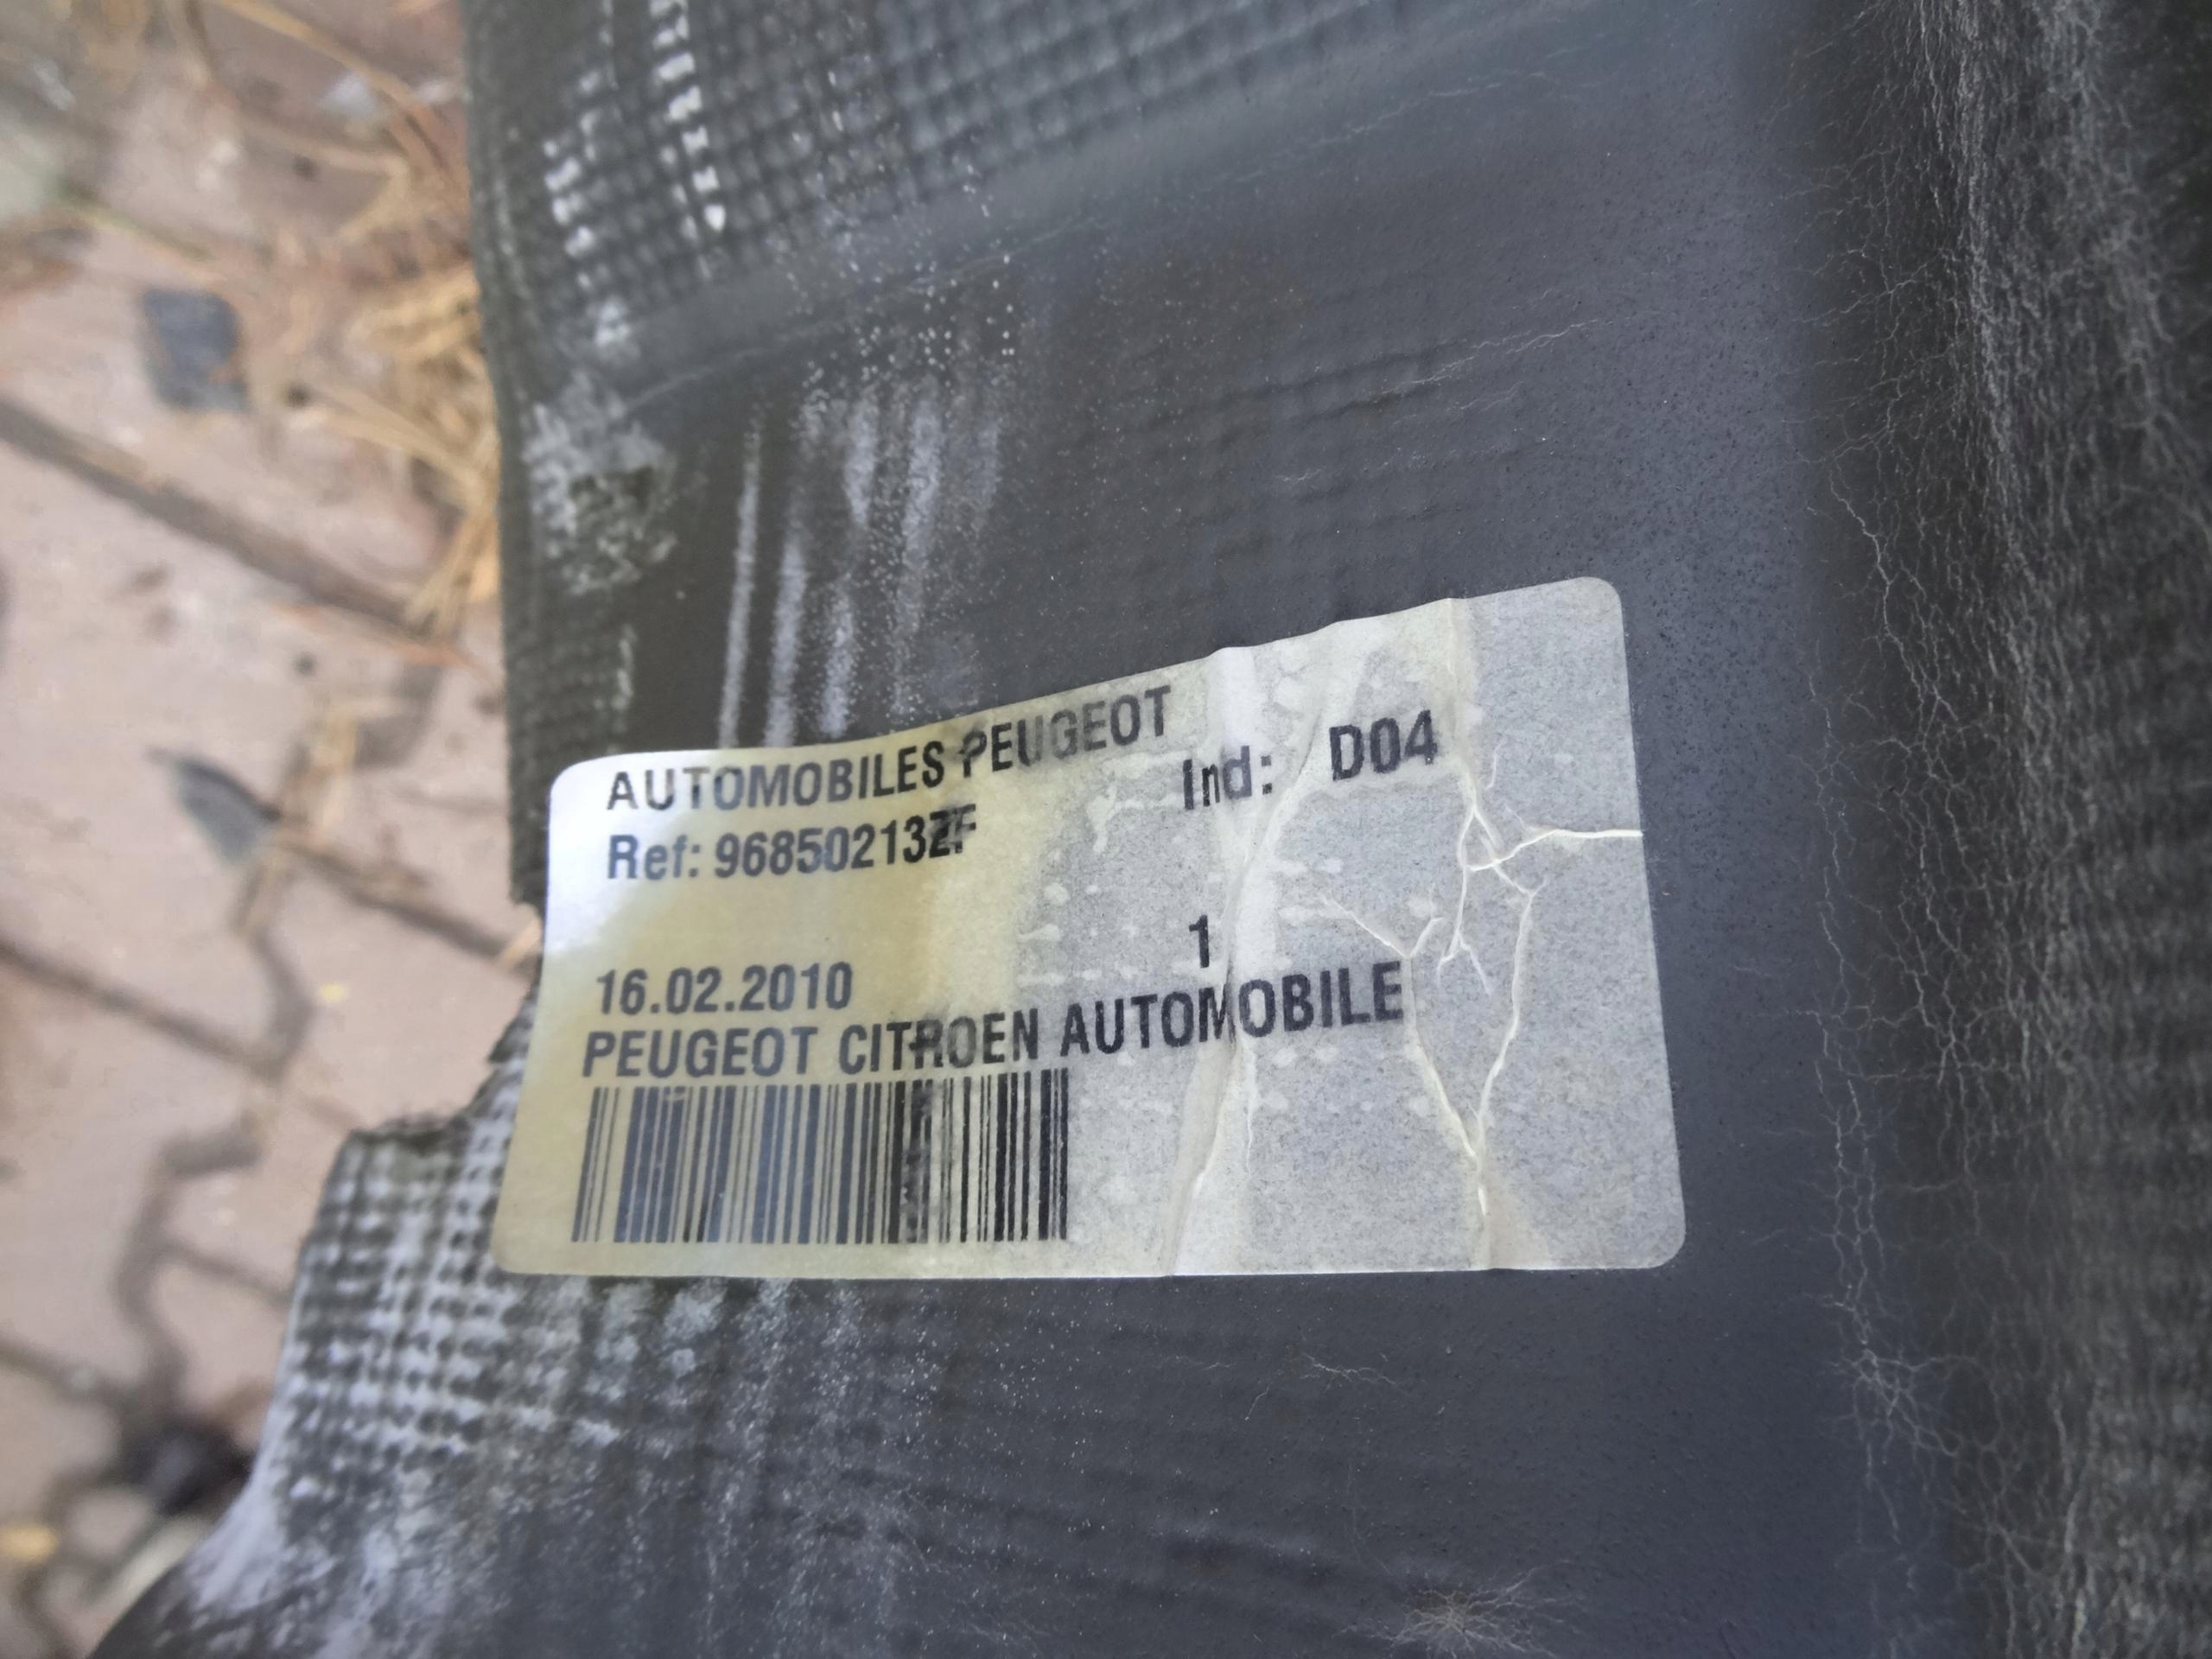 AUTOMOBILES PEUGEOT
Ind: D04
Ref: 968502132F
1
16.02.2010
PEUGEOT CITROEN AUTOMOBILE